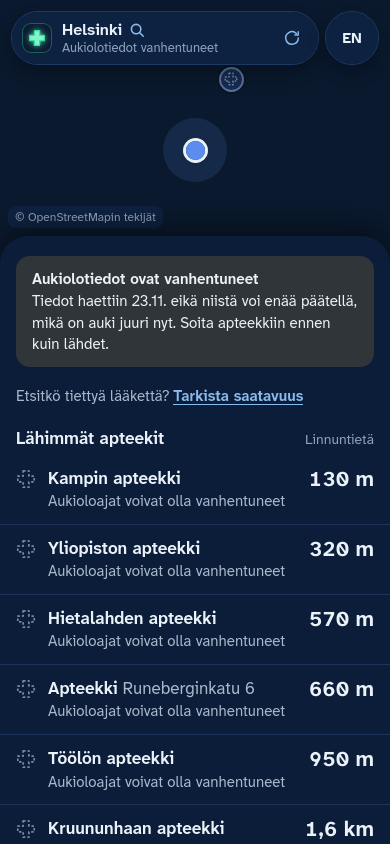 Helsinki
Aukiolotiedot vanhentuneet
EN
© OpenStreetMapin tekijät
Aukiolotiedot ovat vanhentuneet
Tiedot haettiin 23.11. eikä niistä voi enää päätellä,
mikä on auki juuri nyt. Soita apteekkiin ennen
kuin lähdet.
Etsitkö tiettyä lääkettä? Tarkista saatavuus
Lähimmät apteekit Linnuntietä
Kampin apteekki 130 m
Aukioloajat voivat olla vanhentuneet
Yliopiston apteekki 320 m
Aukioloajat voivat olla vanhentuneet
Hietalahden apteekki 570 m
Aukioloajat voivat olla vanhentuneet
Apteekki Runeberginkatu 6 660 m
Aukioloajat voivat olla vanhentuneet
Töölön apteekki 950 m
Aukioloajat voivat olla vanhentuneet
Kruununhaan apteekki 1,6 km